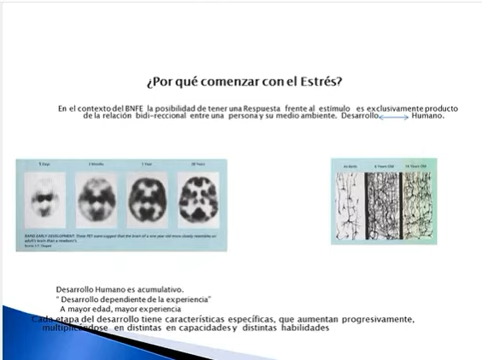 ¿Por qué comenzar con el Estrés?
En el contexto del BNFE la posibilidad de tener una Respuesta frente al estimulo es exclusivamente producto
de la relación bidi-reccional entre una persona y su medio ambiente. Desarrollo Humano.
5 Days
2 Months
1 Year
28 Years
At Birth
6 Years Old
14 Years Old
RAPID EARLY DEVELOPMENT: These PET scans suggest that the brain of a one year old more closely resembles an
adult's brain than a newborn's.
Desarrollo Humano es acumulativo.
" Desarrollo dependiente de la experiencia"
A mayor edad, mayor experiencia
Cada etapa del desarrollo tiene características específicas, que aumentan progresivamente,
multiplicándose en distintas en capacidades y distintas habilidades